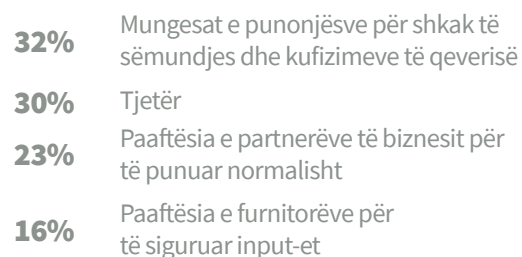 32% Mungesat e punonjësve për shkak të
sëmundjes dhe kufizimeve të qeverisë
30% Tjetër
23% Paaftësia e partnerëve të biznesit për
të punuar normalisht
16% Paaftësia e furnitorëve për
të siguruar input-et